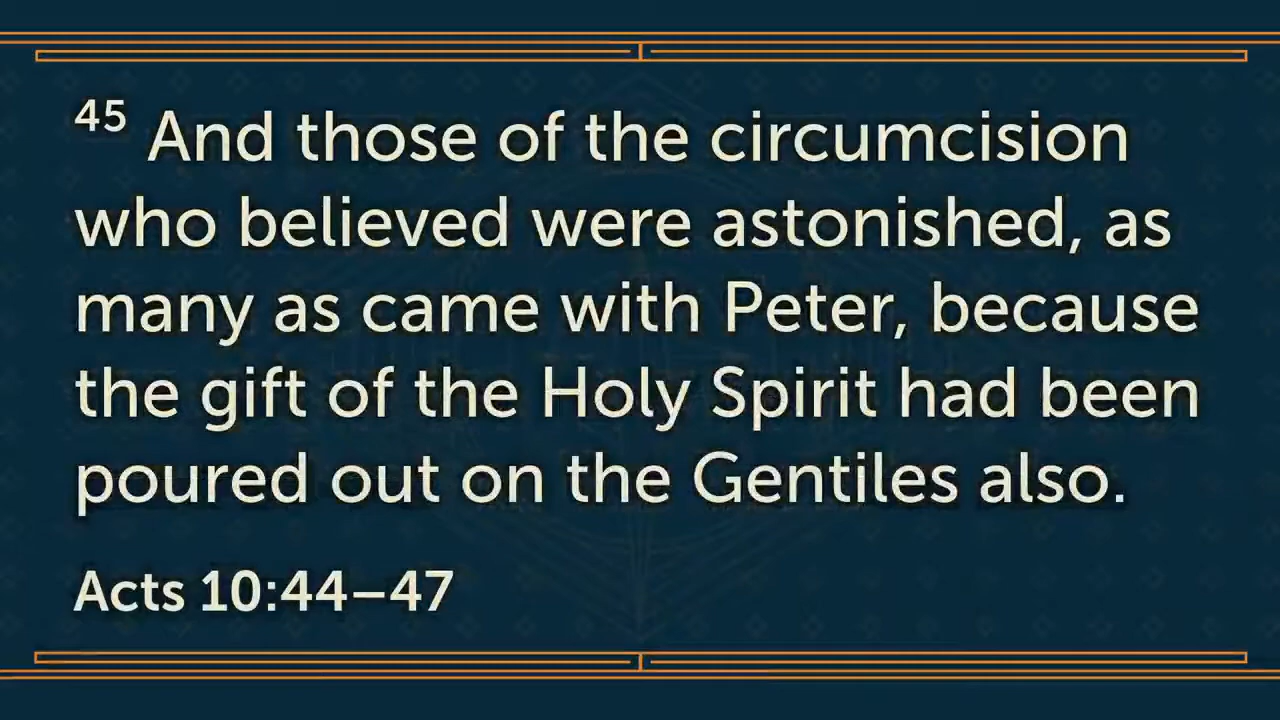 45 And those of the circumcision
who believed were astonished, as
many as came with Peter, because
the gift of the Holy Spirit had been
poured out on the Gentiles also.
Acts 10:44–47